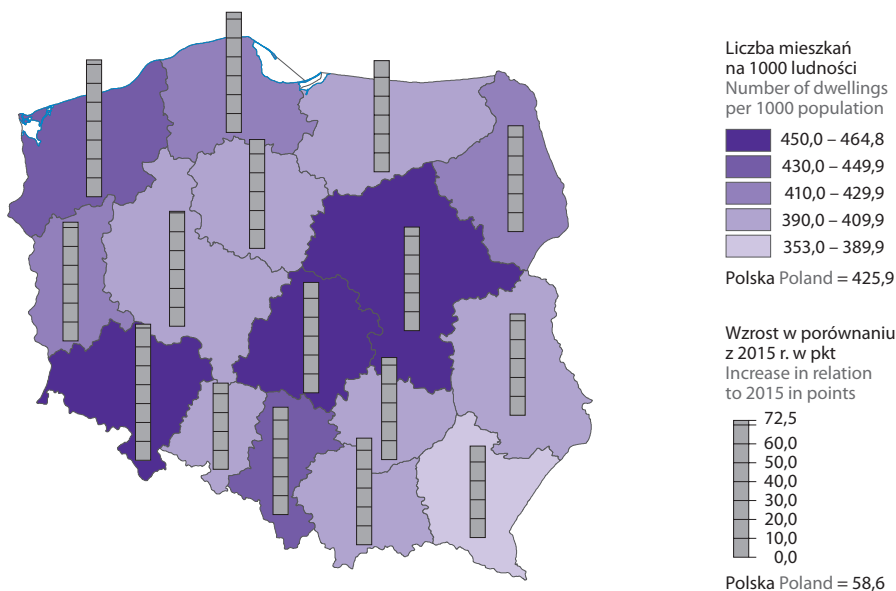 Liczba mieszkań
na 1000 ludności
Number of dwellings
per 1000 population
450,0 – 464,8
430,0 – 449,9
410,0 – 429,9
390,0 – 409,9
353,0 – 389,9
Polska Poland = 425,9
Wzrost w porównaniu
z 2015 r. w pkt
Increase in relation
to 2015 in points
72,5
60,0
50,0
40,0
30,0
20,0
10,0
0,0
Polska Poland = 58,6